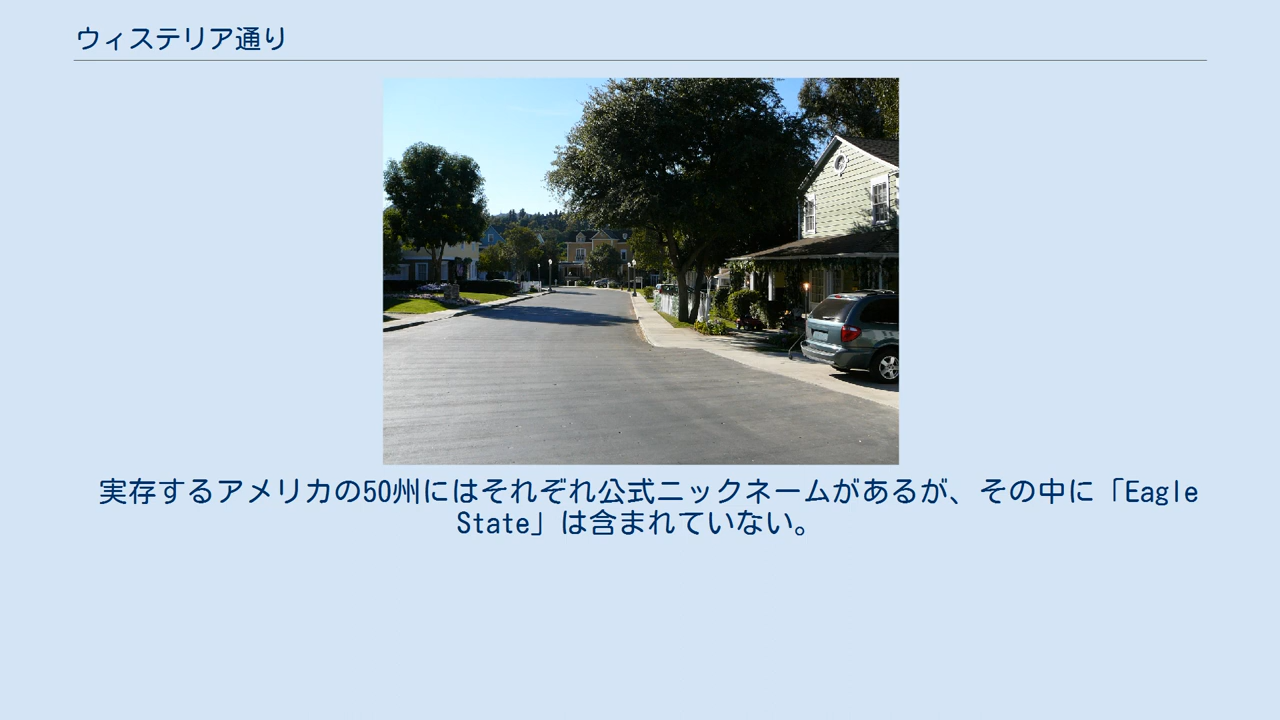 ウィステリア通り
実存するアメリカの50州にはそれぞれ公式ニックネームがあるが、その中に「Eagle
State」は含まれていない。